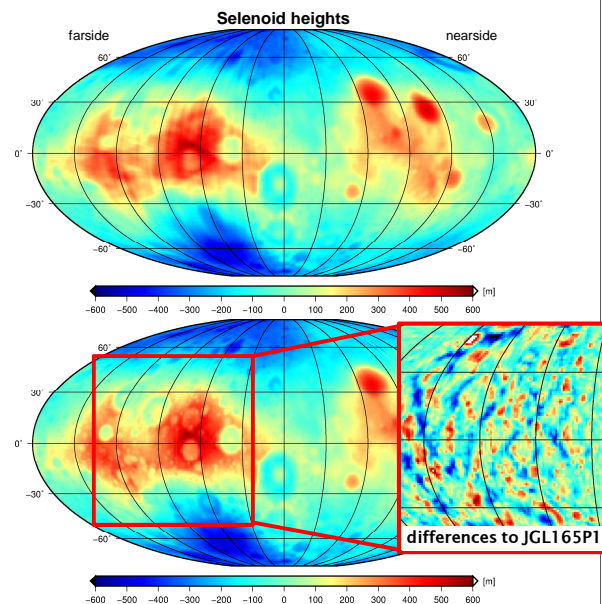 Selenoid heights
farside nearside
60° 60°
30° 30°
0° 0°
−30° −30°
−60° −60°
[m]
−600 −500 −400 −300 −200 −100 0 100 200 300 400 500 600
60°
30°
0°
−30°
−60°
differences to JGL165P1
[m]
−600 −500 −400 −300 −200 −100 0 100 200 300 400 500 600